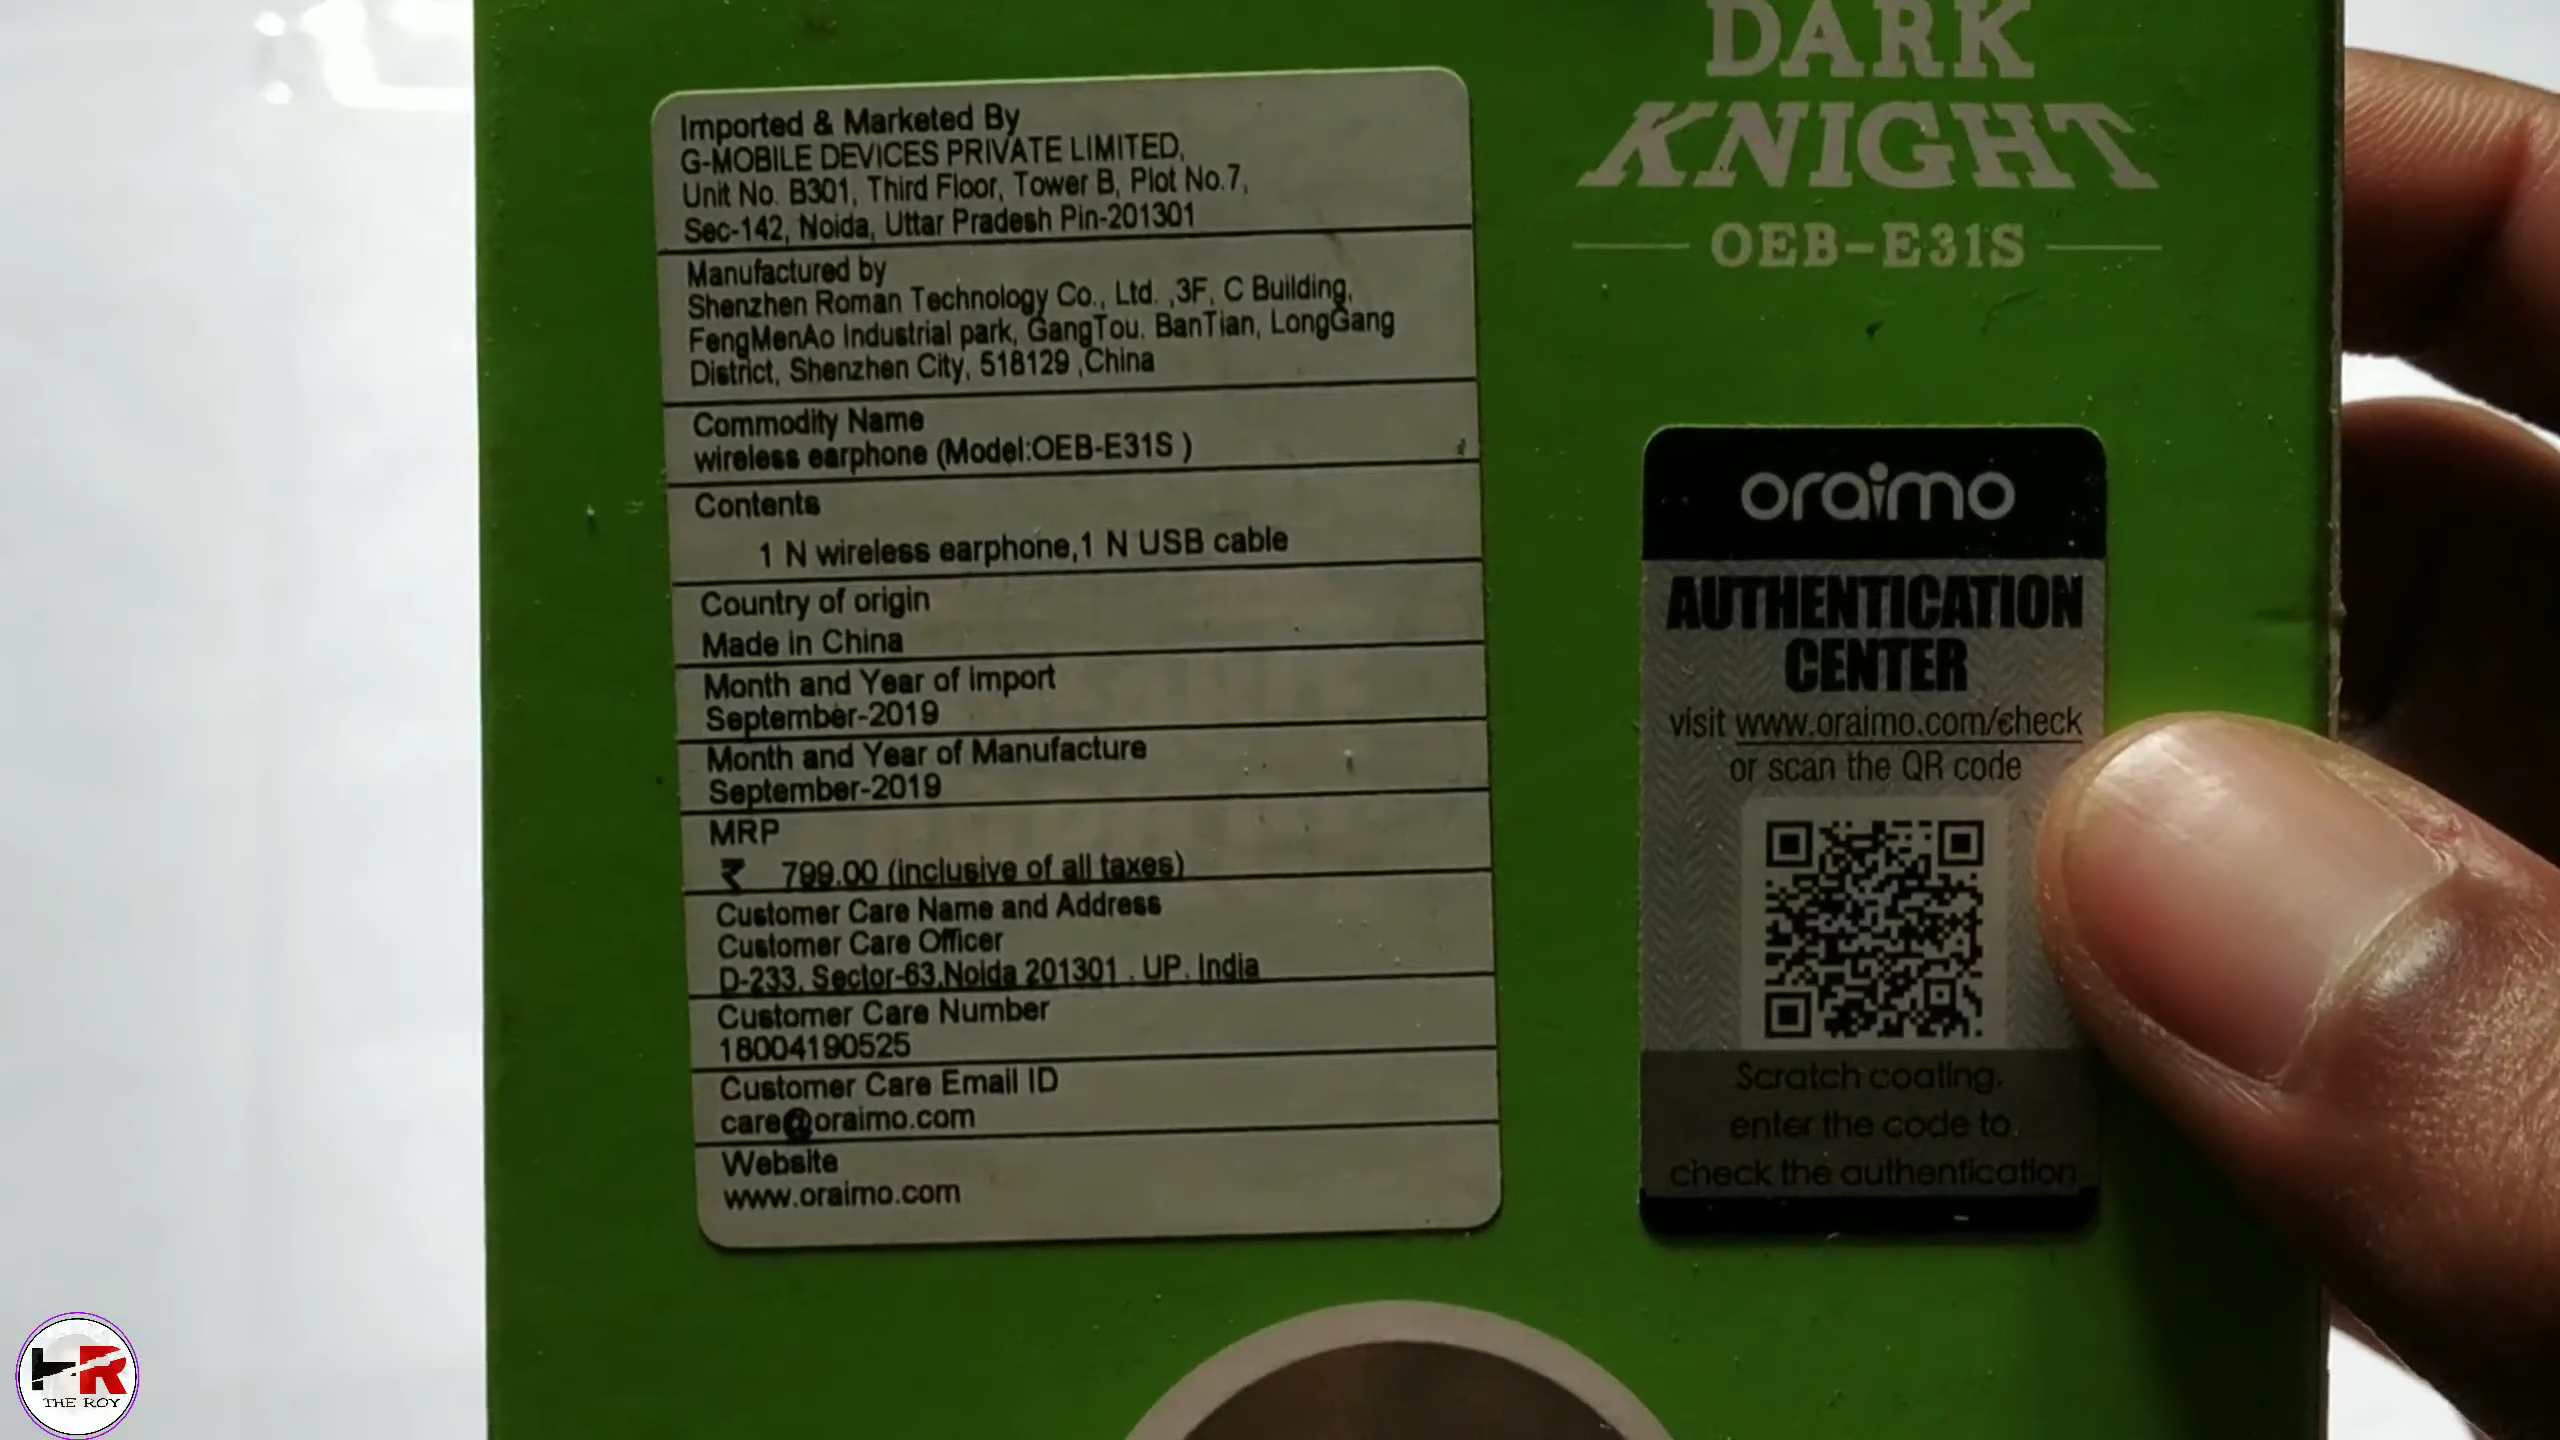 Imported & Marketed By
G-MOBILE DEVICES PRIVATE LIMITED,
Unit No. B301, Third Floor, Tower B, Plot No.7,
Sec-142, Noida, Uttar Pradesh Pin-201301
Manufactured by
Shenzhen Roman Technology Co., Ltd. ,3F, C Building,
FengMenAo Industrial park, GangTou. BanTian, LongGang
District, Shenzhen City, 518129 ,China
Commodity Name
wireless earphone (Model:OEB-E31S )
Contents
1 N wireless earphone,1 N USB cable
Country of origin
Made in China
Month and Year of Import
September-2019
Month and Year of Manufacture
September-2019
MRP
₹ 799.00 (inclusive of all taxes)
Customer Care Name and Address
Customer Care Officer
D-233, Sector-63,Noida 201301 . UP. India
Customer Care Number
18004190525
Customer Care Email ID
care@oraimo.com
Website
www.oraimo.com
DARK
KNIGHT
OEB-E31S
oraimo
AUTHENTICATION
CENTER
visit www.oraimo.com/check
or scan the QR code
Scratch coating,
enter the code to
check the authentication
HR
THE ROY